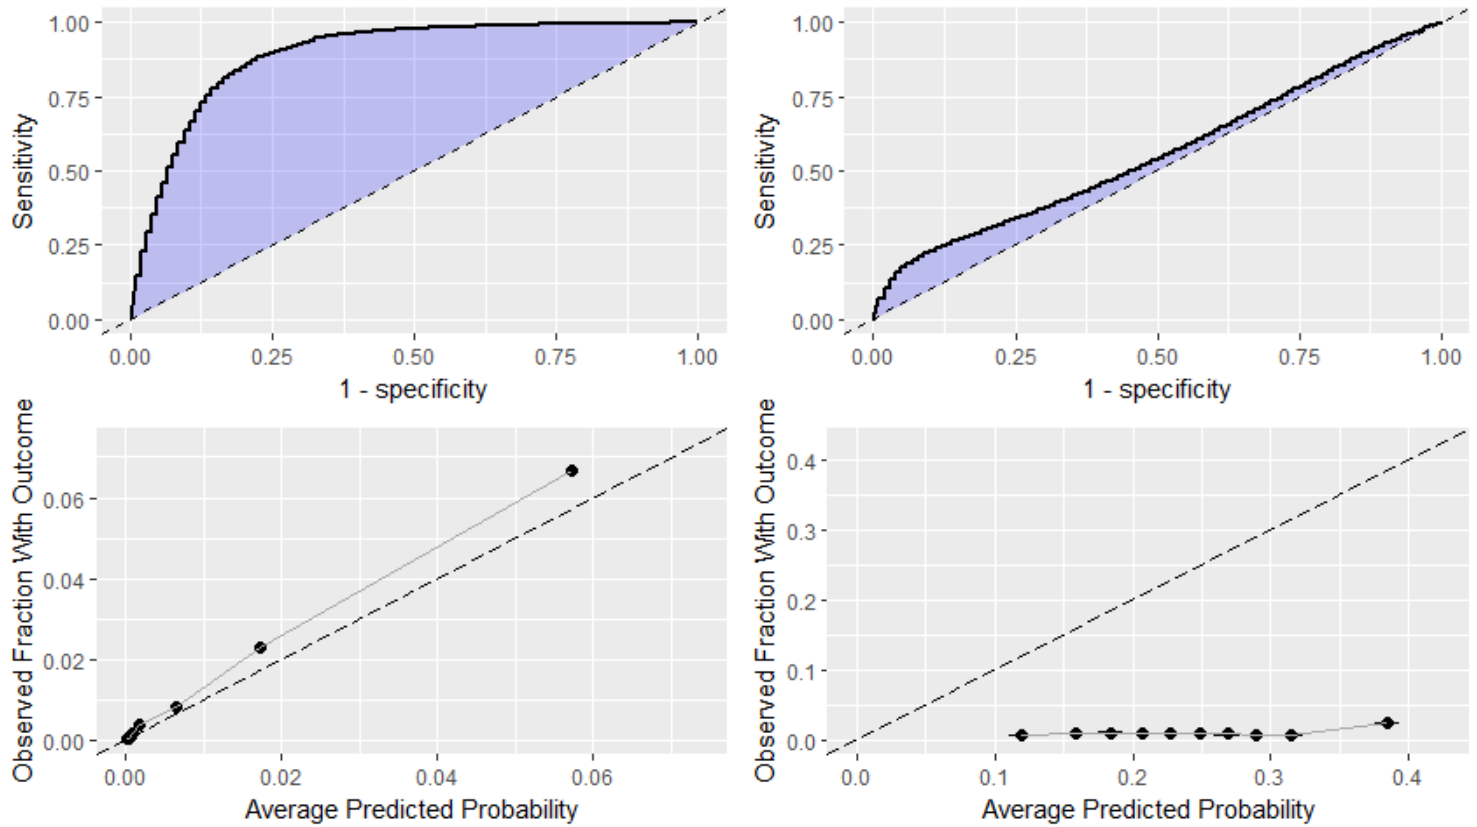 Sensitivity
1.00
0.75
0.50
0.25
0.00
0.00 0.25 0.50 0.75 1.00
1 - specificity
Sensitivity
1.00
0.75
0.50
0.25
0.00
0.00 0.25 0.50 0.75 1.00
1 - specificity
Observed Fraction With Outcome
0.06
0.04
0.02
0.00
0.00 0.02 0.04 0.06
Average Predicted Probability
Observed Fraction With Outcome
0.4
0.3
0.2
0.1
0.0
0.0 0.1 0.2 0.3 0.4
Average Predicted Probability